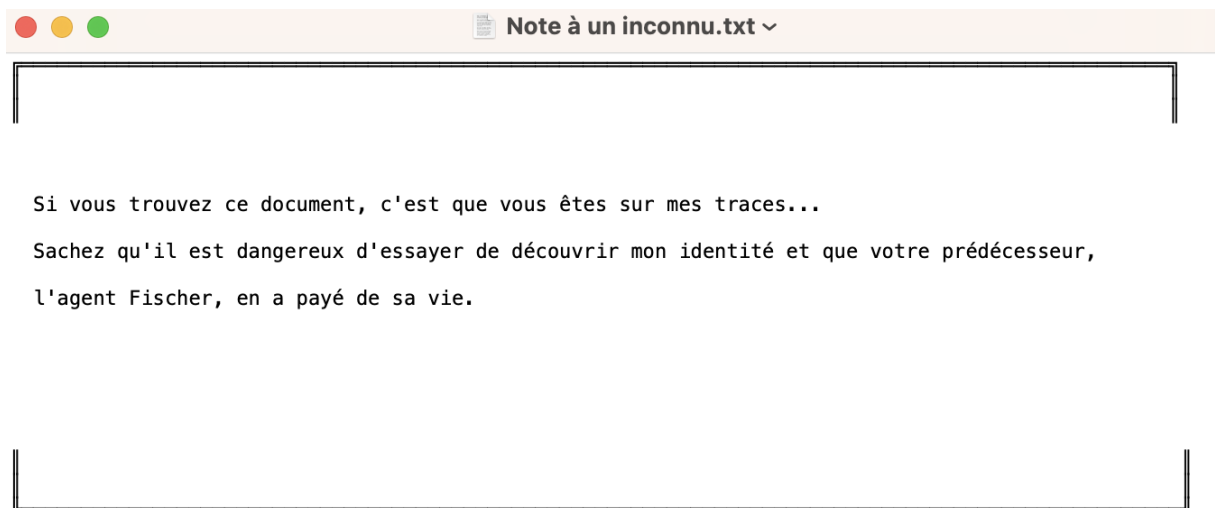 Note à un inconnu.txt
Si vous trouvez ce document, c'est que vous êtes sur mes traces...
Sachez qu'il est dangereux d'essayer de découvrir mon identité et que votre prédécesseur,
l'agent Fischer, en a payé de sa vie.